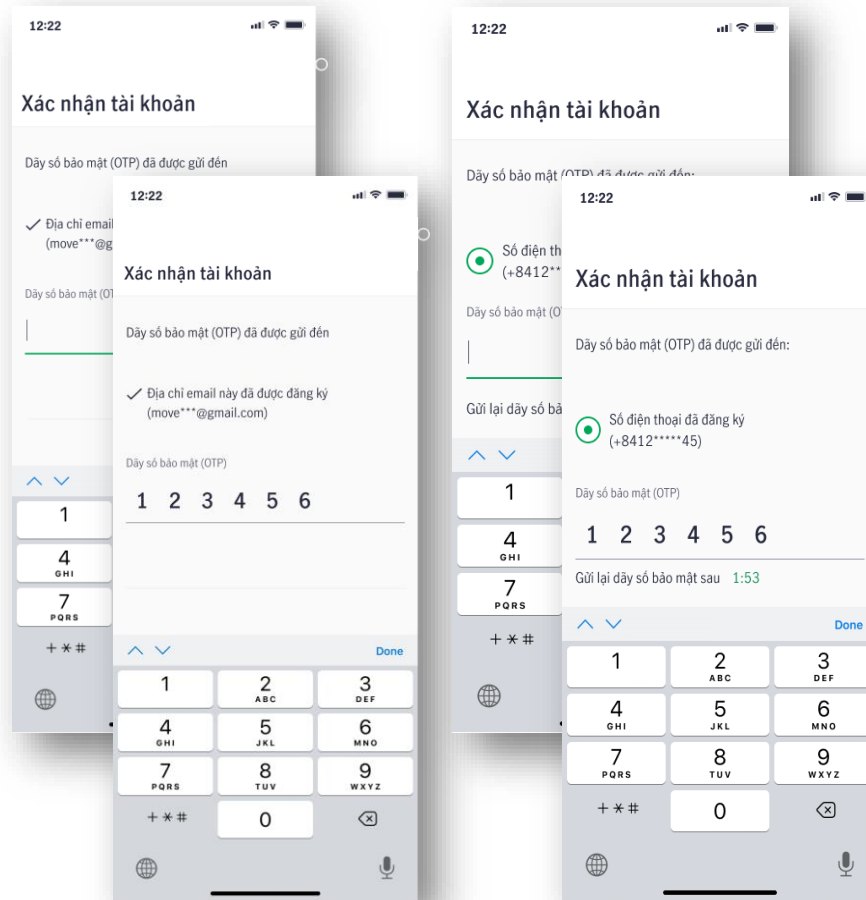 12:22
Xác nhận tài khoản
Dãy số bảo mật (OTP) đã được gửi đến
Địa chỉ email
(move***@g
Dãy số bảo mật (OT
1
4
GHI
7
PQRS
+ * #
12:22
Xác nhận tài khoản
Dãy số bảo mật (OTP) đã được gửi đến
Địa chỉ email này đã được đăng ký
(move***@gmail.com)
Dãy số bảo mật (OTP)
1 2 3 4 5 6
Done
1 2 3
ABC DEF
4 5 6
GHI JKL MNO
7 8 9
PQRS TUV WXYZ
+ * # 0
12:22
Xác nhận tài khoản
Dãy số bảo mật (OTP) đã được gửi đến:
Số điện th
(+8412**
Dãy số bảo mật (O
Gửi lại dãy số bả
1
4
GHI
7
PQRS
+ * #
12:22
Xác nhận tài khoản
Dãy số bảo mật (OTP) đã được gửi đến:
Số điện thoại đã đăng ký
(+8412*****45)
Dãy số bảo mật (OTP)
1 2 3 4 5 6
Gửi lại dãy số bảo mật sau 1:53
Done
1 2 3
ABC DEF
4 5 6
GHI JKL MNO
7 8 9
PQRS TUV WXYZ
+ * # 0